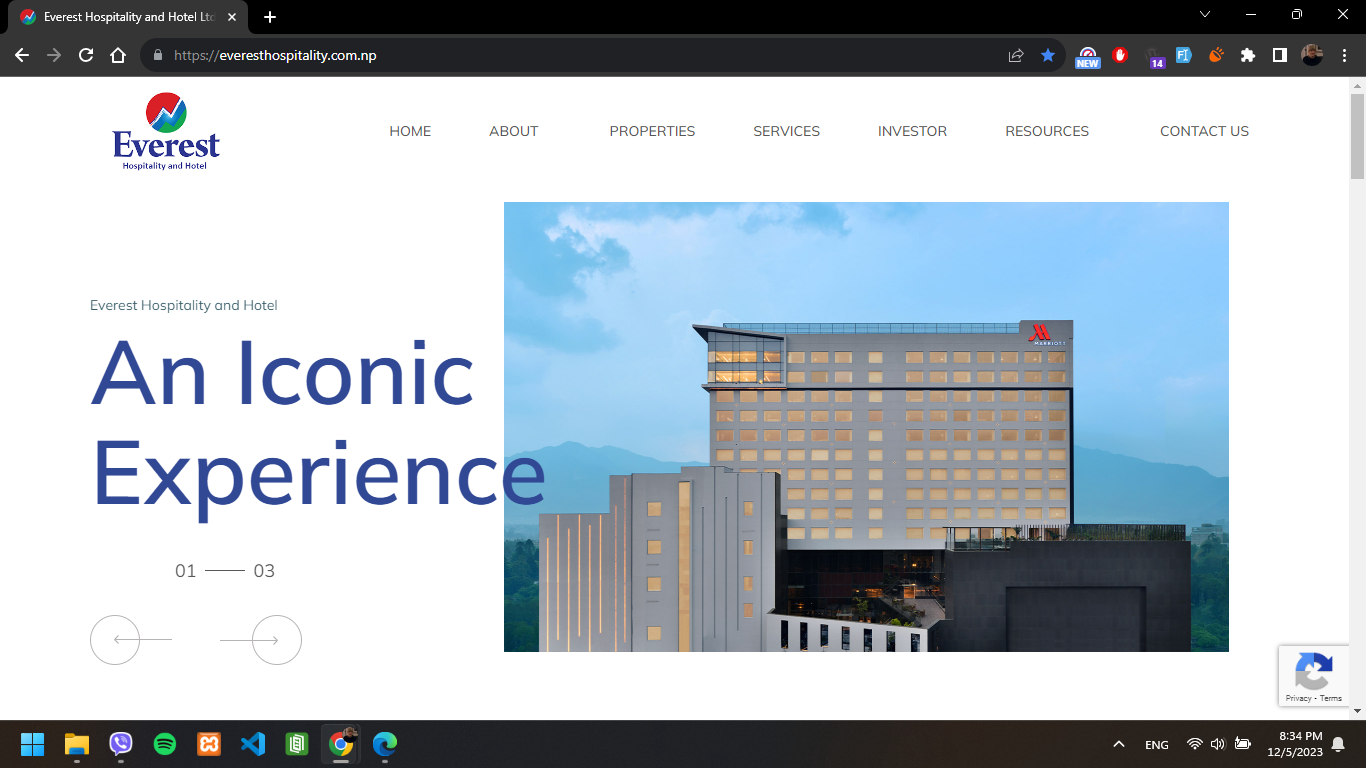 Everest Hospitality and Hotel Ltd
https://everesthospitality.com.np
NEW
14
Everest
Hospitality and Hotel
HOME
ABOUT
PROPERTIES
SERVICES
INVESTOR
RESOURCES
CONTACT US
Everest Hospitality and Hotel
An Iconic
Experience
01
03
MARRIOTT
Privacy - Terms
ENG
8:34 PM
12/5/2023